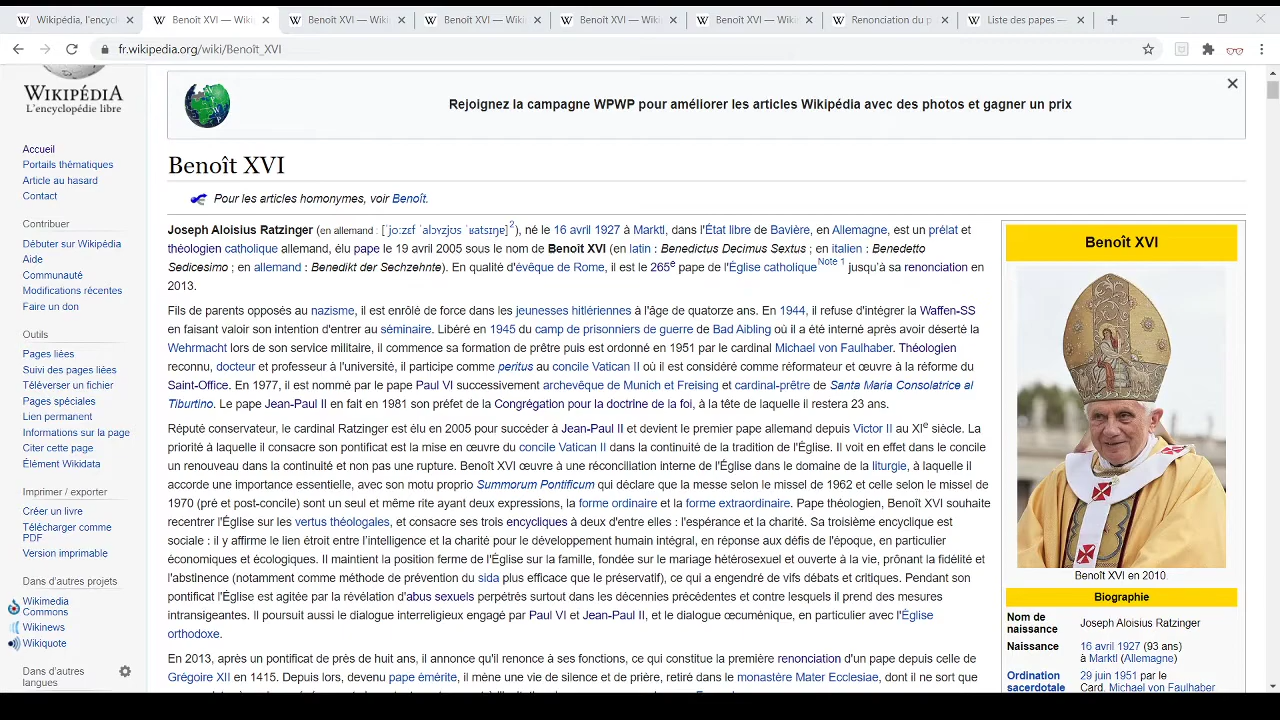 Wikipédia, l'encyc
Benoît XVI — Wiki
Benoît XVI — Wiki
Benoît XVI — Wiki
Benoît XVI — Wiki
Benoît XVI — Wiki
Renonciation du p
Liste des papes —
fr.wikipedia.org/wiki/Benoît_XVI
WIKIPÉDIA
L'encyclopédie libre
Accueil
Portails thématiques
Article au hasard
Contact
Contribuer
Débuter sur Wikipédia
Aide
Communauté
Modifications récentes
Faire un don
Outils
Pages liées
Suivi des pages liées
Téléverser un fichier
Pages spéciales
Lien permanent
Informations sur la page
Citer cette page
Élément Wikidata
Imprimer / exporter
Créer un livre
Télécharger comme
PDF
Version imprimable
Dans d'autres projets
Wikimedia
Commons
Wikinews
Wikiquote
Dans d'autres
langues
Rejoignez la campagne WPWP pour améliorer les articles Wikipédia avec des photos et gagner un prix
Benoît XVI
Pour les articles homonymes, voir Benoît.
Joseph Aloisius Ratzinger (en allemand : [ˈjoːzɛf ˈalɔʏzjʊs ˈʁatsɪŋɐ]2), né le 16 avril 1927 à Marktl, dans l'État libre de Bavière, en Allemagne, est un prélat et
théologien catholique allemand, élu pape le 19 avril 2005 sous le nom de Benoît XVI (en latin : Benedictus Decimus Sextus ; en italien : Benedetto
Sedicesimo ; en allemand : Benedikt der Sechzehnte). En qualité d'évêque de Rome, il est le 265e pape de l'Église catholiqueNote 1 jusqu'à sa renonciation en
2013.
Fils de parents opposés au nazisme, il est enrôlé de force dans les jeunesses hitlériennes à l'âge de quatorze ans. En 1944, il refuse d'intégrer la Waffen-SS
en faisant valoir son intention d'entrer au séminaire. Libéré en 1945 du camp de prisonniers de guerre de Bad Aibling où il a été interné après avoir déserté la
Wehrmacht lors de son service militaire, il commence sa formation de prêtre puis est ordonné en 1951 par le cardinal Michael von Faulhaber. Théologien
reconnu, docteur et professeur à l'université, il participe comme peritus au concile Vatican II où il est considéré comme réformateur et œuvre à la réforme du
Saint-Office. En 1977, il est nommé par le pape Paul VI successivement archevêque de Munich et Freising et cardinal-prêtre de Santa Maria Consolatrice al
Tiburtino. Le pape Jean-Paul II en fait en 1981 son préfet de la Congrégation pour la doctrine de la foi, à la tête de laquelle il restera 23 ans.
Réputé conservateur, le cardinal Ratzinger est élu en 2005 pour succéder à Jean-Paul II et devient le premier pape allemand depuis Victor II au XIe siècle. La
priorité à laquelle il consacre son pontificat est la mise en œuvre du concile Vatican II dans la continuité de la tradition de l'Église. Il voit en effet dans le concile
un renouveau dans la continuité et non pas une rupture. Benoît XVI œuvre à une réconciliation interne de l'Église dans le domaine de la liturgie, à laquelle il
accorde une importance essentielle, avec son motu proprio Summorum Pontificum qui déclare que la messe selon le missel de 1962 et celle selon le missel de
1970 (pré et post-concile) sont un seul et même rite ayant deux expressions, la forme ordinaire et la forme extraordinaire. Pape théologien, Benoît XVI souhaite
recentrer l'Église sur les vertus théologales, et consacre ses trois encycliques à deux d'entre elles : l'espérance et la charité. Sa troisième encyclique est
sociale : il y affirme le lien étroit entre l'intelligence et la charité pour le développement humain intégral, en réponse aux défis de l'époque, en particulier
économiques et écologiques. Il maintient la position ferme de l'Église sur la famille, fondée sur le mariage hétérosexuel et ouverte à la vie, prônant la fidélité et
l'abstinence (notamment comme méthode de prévention du sida plus efficace que le préservatif), ce qui a engendré de vifs débats et critiques. Pendant son
pontificat l'Église est agitée par la révélation d'abus sexuels perpétrés surtout dans les décennies précédentes et contre lesquels il prend des mesures
intransigeantes. Il poursuit aussi le dialogue interreligieux engagé par Paul VI et Jean-Paul II, et le dialogue œcuménique, en particulier avec l'Église
orthodoxe.
En 2013, après un pontificat de près de huit ans, il annonce qu'il renonce à ses fonctions, ce qui constitue la première renonciation d'un pape depuis celle de
Grégoire XII en 1415. Depuis lors, devenu pape émérite, il mène une vie de silence et de prière, retiré dans le monastère Mater Ecclesiae, dont il ne sort que
Benoît XVI
Benoît XVI en 2010.
Biographie
Nom de
naissance
Joseph Aloisius Ratzinger
Naissance
16 avril 1927 (93 ans)
à Marktl (Allemagne)
Ordination
sacerdotale
29 juin 1951 par le
Card. Michael von Faulhaber